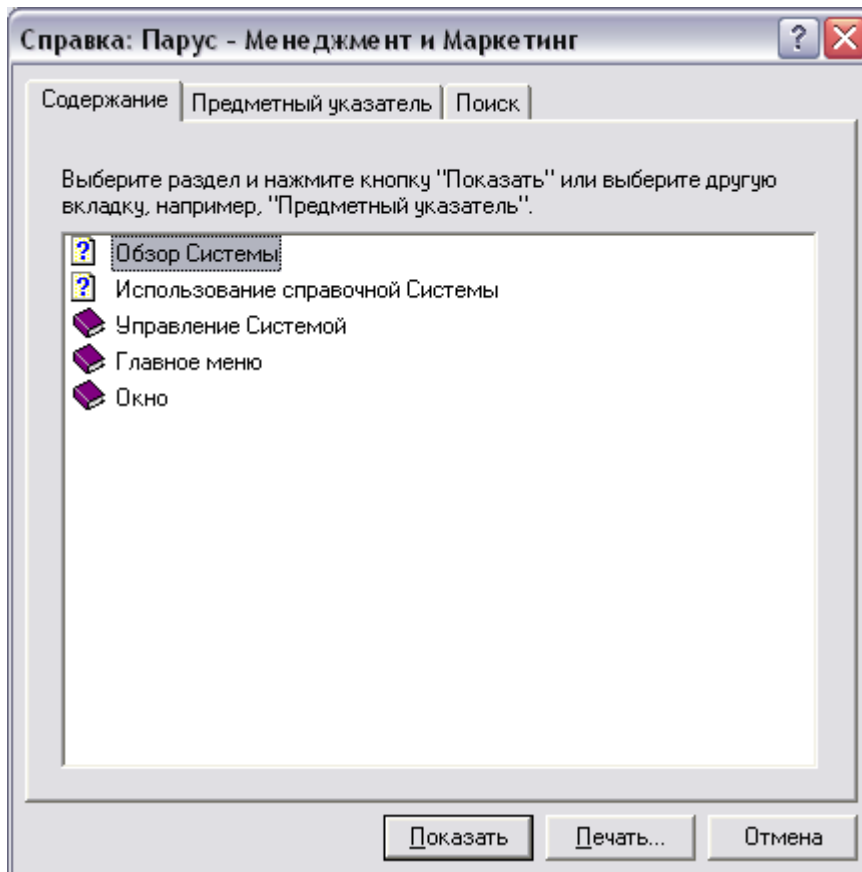 Справка: Парус - Менеджмент и Маркетинг
Содержание Предметный указатель Поиск
Выберите раздел и нажмите кнопку "Показать" или выберите другую
вкладку, например, "Предметный указатель".
Обзор Системы
Использование справочной Системы
Управление Системой
Главное меню
Окно
Показать Печать... Отмена